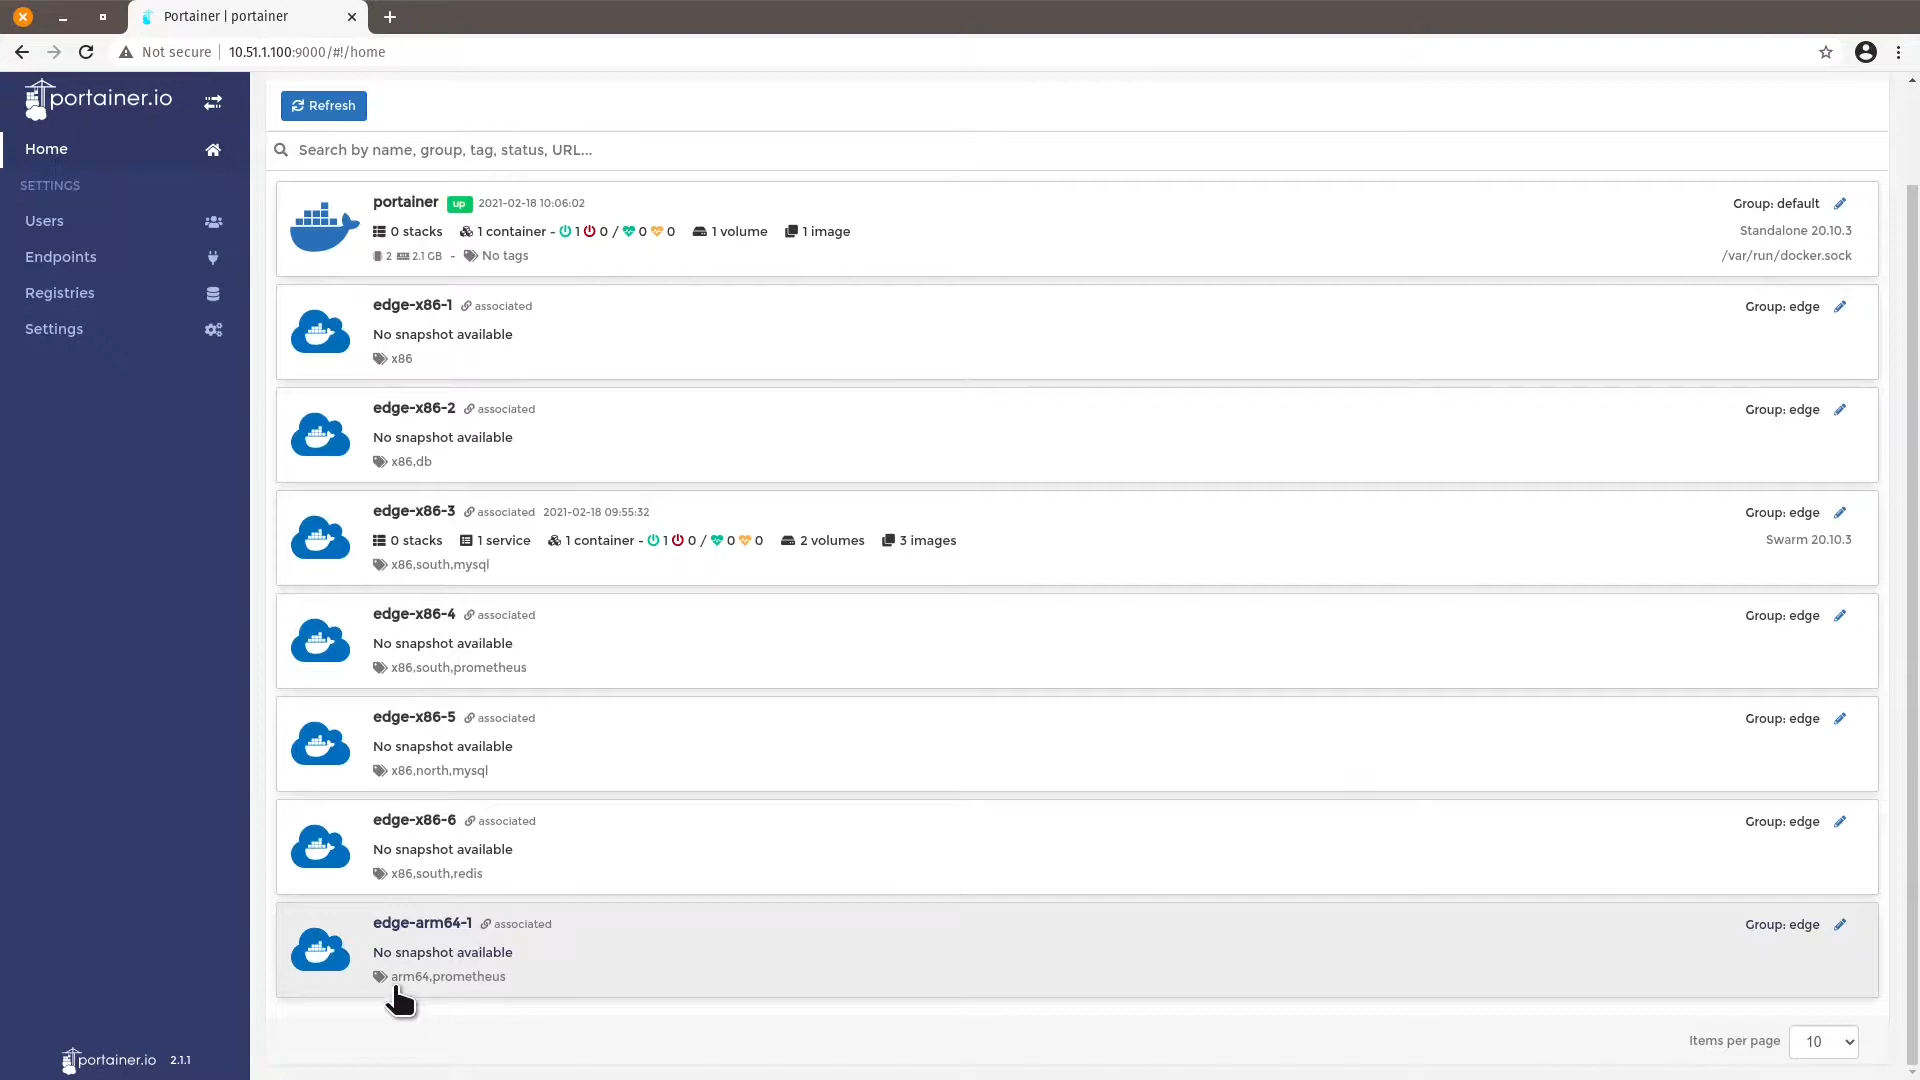 Portainer | portainer
Not secure
10.51.1.100:9000/#!/home
portainer.io
Home
SETTINGS
Users
Endpoints
Registries
Settings
portainer.io 2.1.1
Refresh
Search by name, group, tag, status, URL...
portainer up 2021-02-18 10:06:02 Group: default
0 stacks 1 container - 1 0 / 0 0 1 volume 1 image Standalone 20.10.3
2 2.1 GB - No tags /var/run/docker.sock
edge-x86-1 associated Group: edge
No snapshot available
x86
edge-x86-2 associated Group: edge
No snapshot available
x86,db
edge-x86-3 associated 2021-02-18 09:55:32 Group: edge
0 stacks 1 service 1 container - 1 0 / 0 0 2 volumes 3 images Swarm 20.10.3
x86,south,mysql
edge-x86-4 associated Group: edge
No snapshot available
x86,south,prometheus
edge-x86-5 associated Group: edge
No snapshot available
x86,north,mysql
edge-x86-6 associated Group: edge
No snapshot available
x86,south,redis
edge-arm64-1 associated Group: edge
No snapshot available
arm64,prometheus
Items per page 10